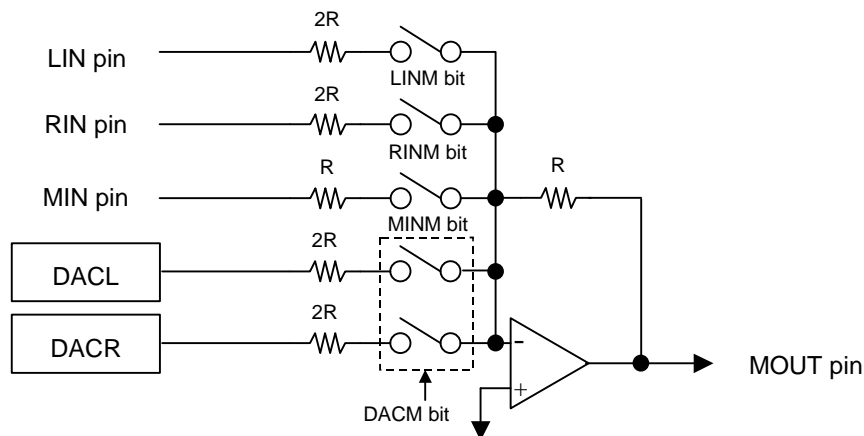 2R
LIN pin
LINM bit
2R
RIN pin
RINM bit
R
R
MIN pin
MINM bit
2R
DACL
2R
DACR
-
+
MOUT pin
DACM bit